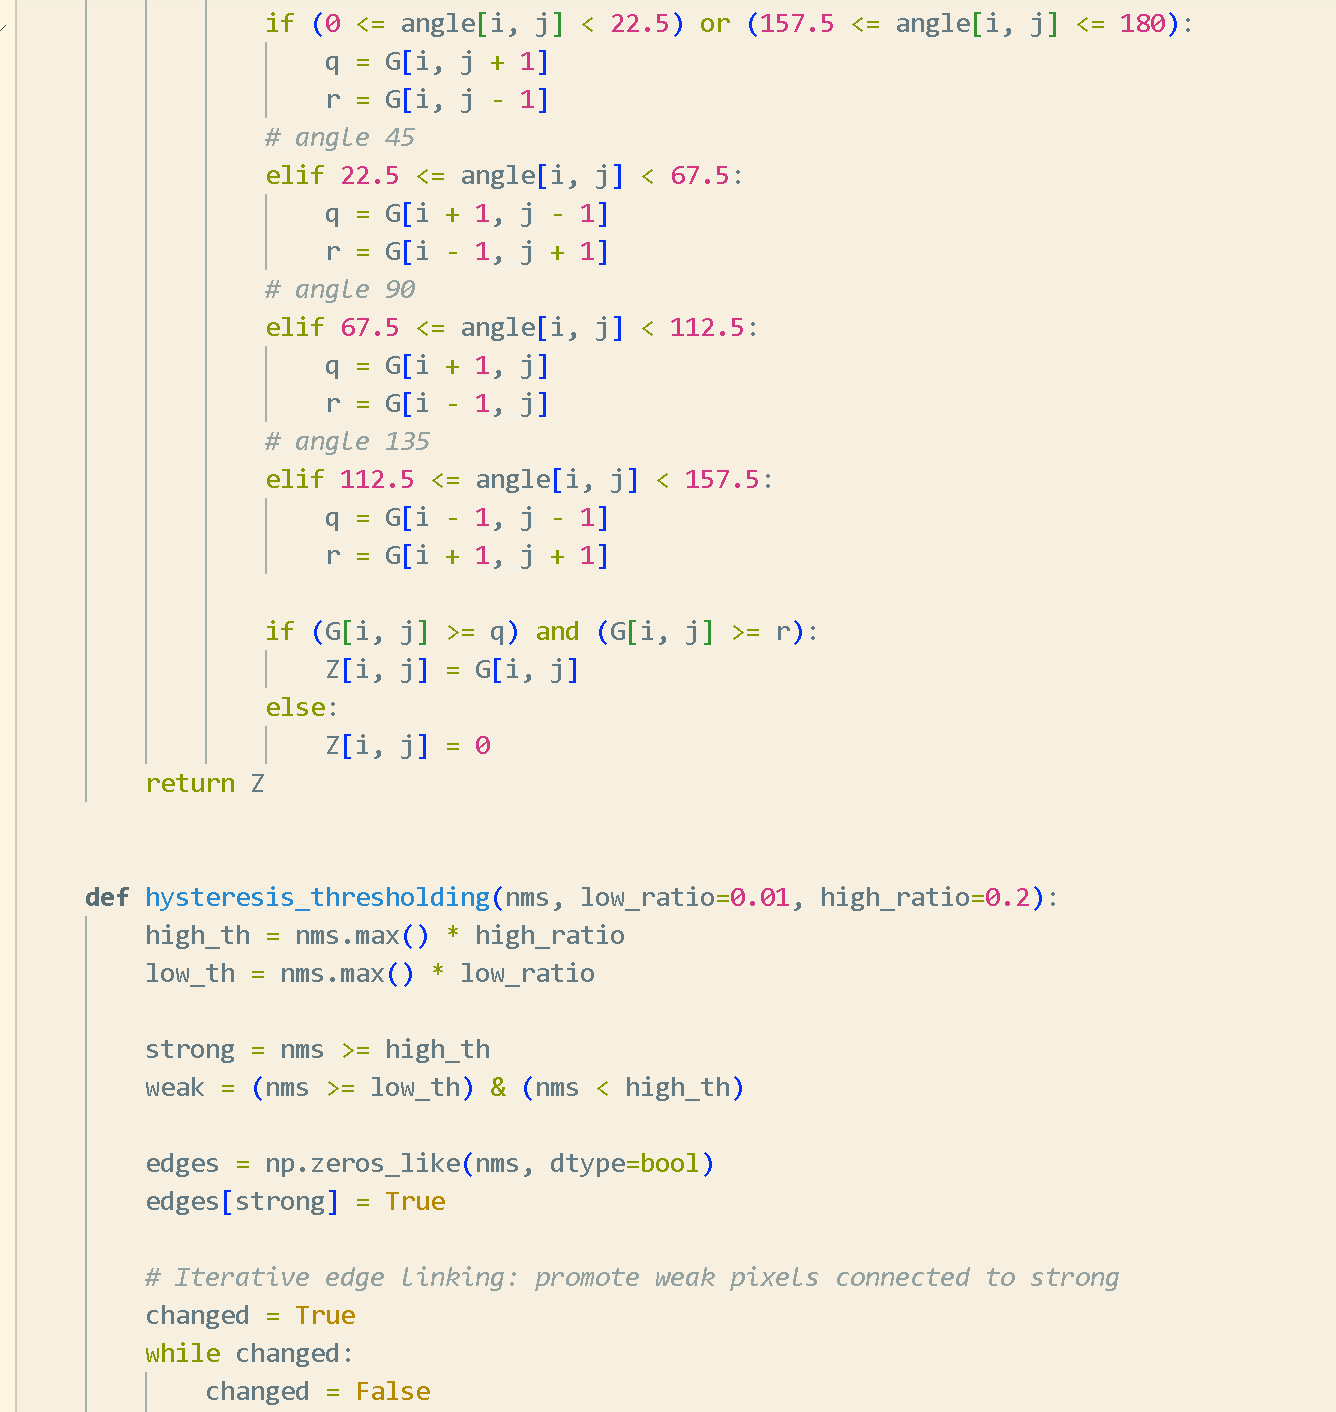 if (0 <= angle[i, j] < 22.5) or (157.5 <= angle[i, j] <= 180):
q = G[i, j + 1]
r = G[i, j - 1]
# angle 45
elif 22.5 <= angle[i, j] < 67.5:
q = G[i + 1, j - 1]
r = G[i - 1, j + 1]
# angle 90
elif 67.5 <= angle[i, j] < 112.5:
q = G[i + 1, j]
r = G[i - 1, j]
# angle 135
elif 112.5 <= angle[i, j] < 157.5:
q = G[i - 1, j - 1]
r = G[i + 1, j + 1]
if (G[i, j] >= q) and (G[i, j] >= r):
Z[i, j] = G[i, j]
else:
Z[i, j] = 0
return Z
def hysteresis_thresholding(nms, low_ratio=0.01, high_ratio=0.2):
high_th = nms.max() * high_ratio
low_th = nms.max() * low_ratio
strong = nms >= high_th
weak = (nms >= low_th) & (nms < high_th)
edges = np.zeros_like(nms, dtype=bool)
edges[strong] = True
# Iterative edge linking: promote weak pixels connected to strong
changed = True
while changed:
changed = False